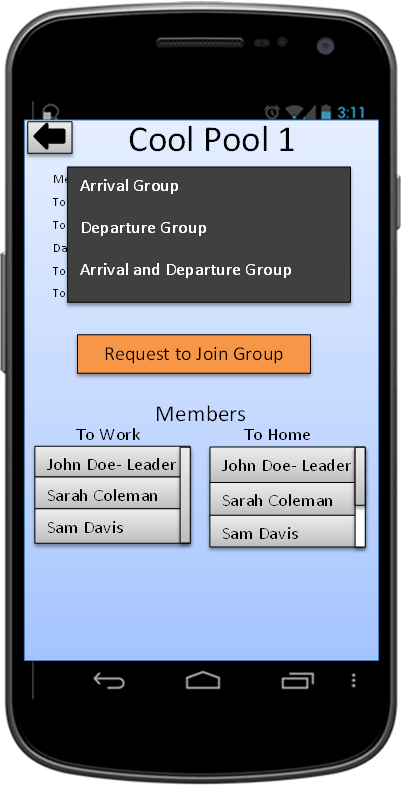 3:11
Cool Pool 1
Me
To
To
Da
To
To
Arrival Group
Departure Group
Arrival and Departure Group
Request to Join Group
Members
To Work
To Home
John Doe- Leader
Sarah Coleman
Sam Davis
John Doe- Leader
Sarah Coleman
Sam Davis